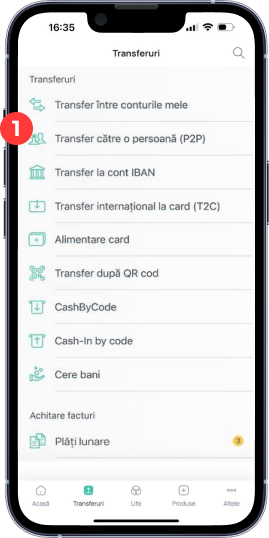 16:35
Transferuri
Transferuri
Transfer între conturile mele
1
Transfer către o persoană (P2P)
Transfer la cont IBAN
Transfer internațional la card (T2C)
Alimentare card
Transfer după QR cod
CashByCode
Cash-In by code
Cere bani
Achitare facturi
Plăți lunare 3
Acasă Transferuri Life Produse Altele